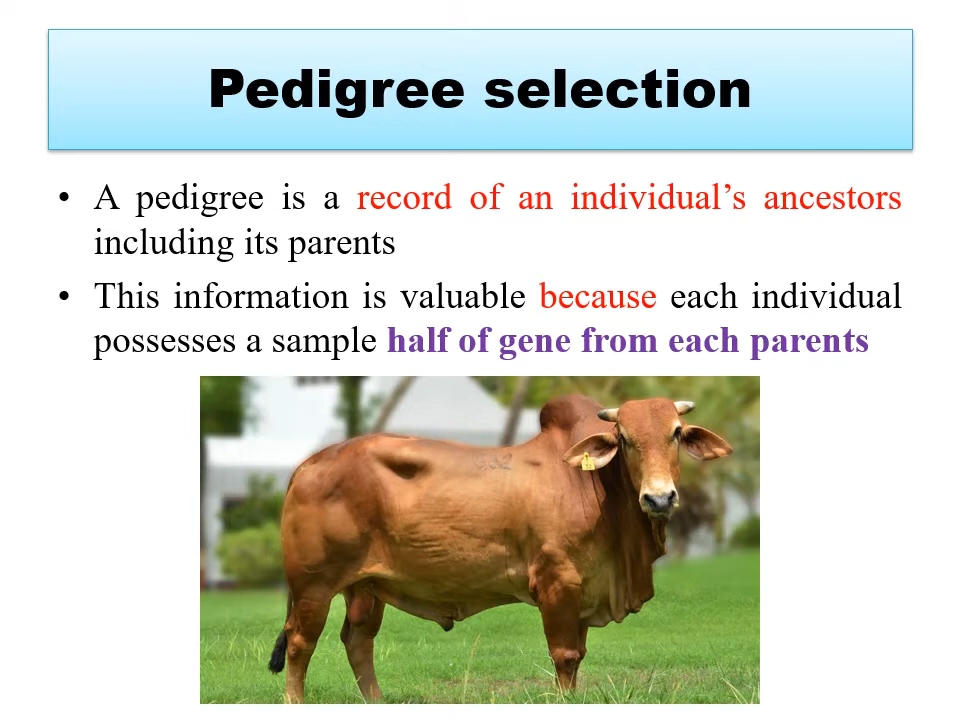 Pedigree selection
• A pedigree is a record of an individual’s ancestors
including its parents
• This information is valuable because each individual
possesses a sample half of gene from each parents